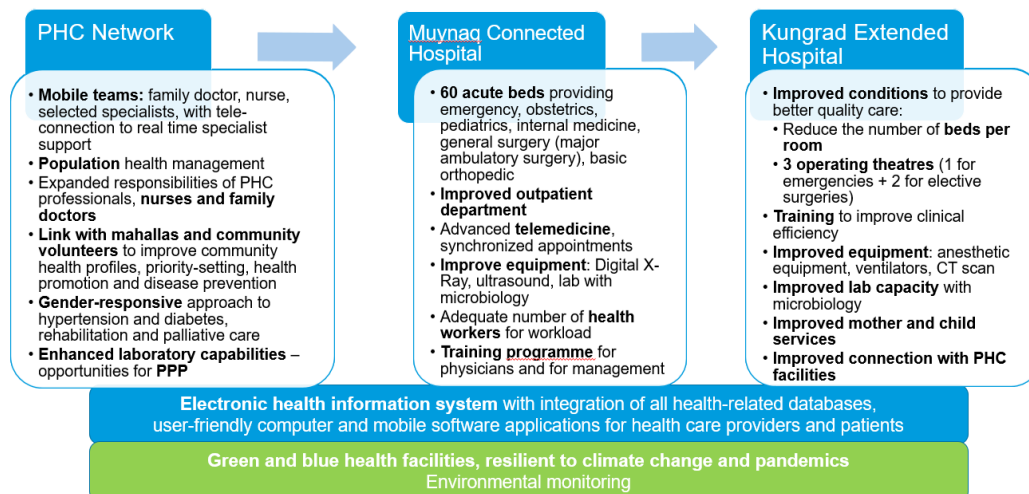 PHC Network
• Mobile teams: family doctor, nurse,
selected specialists, with tele-
connection to real time specialist
support
• Population health management
• Expanded responsibilities of PHC
professionals, nurses and family
doctors
• Link with mahallas and community
volunteers to improve community
health profiles, priority-setting, health
promotion and disease prevention
• Gender-responsive approach to
hypertension and diabetes,
rehabilitation and palliative care
• Enhanced laboratory capabilities –
opportunities for PPP
Muynaq Connected
Hospital
• 60 acute beds providing
emergency, obstetrics,
pediatrics, internal medicine,
general surgery (major
ambulatory surgery), basic
orthopedic
• Improved outpatient
department
• Advanced telemedicine,
synchronized appointments
• Improve equipment: Digital X-
Ray, ultrasound, lab with
microbiology
• Adequate number of health
workers for workload
• Training programme for
physicians and for management
Kungrad Extended
Hospital
• Improved conditions to provide
better quality care:
• Reduce the number of beds per
room
• 3 operating theatres (1 for
emergencies + 2 for elective
surgeries)
• Training to improve clinical
efficiency
• Improved equipment: anesthetic
equipment, ventilators, CT scan
• Improved lab capacity with
microbiology
• Improved mother and child
services
• Improved connection with PHC
facilities
Electronic health information system with integration of all health-related databases,
user-friendly computer and mobile software applications for health care providers and patients
Green and blue health facilities, resilient to climate change and pandemics
Environmental monitoring